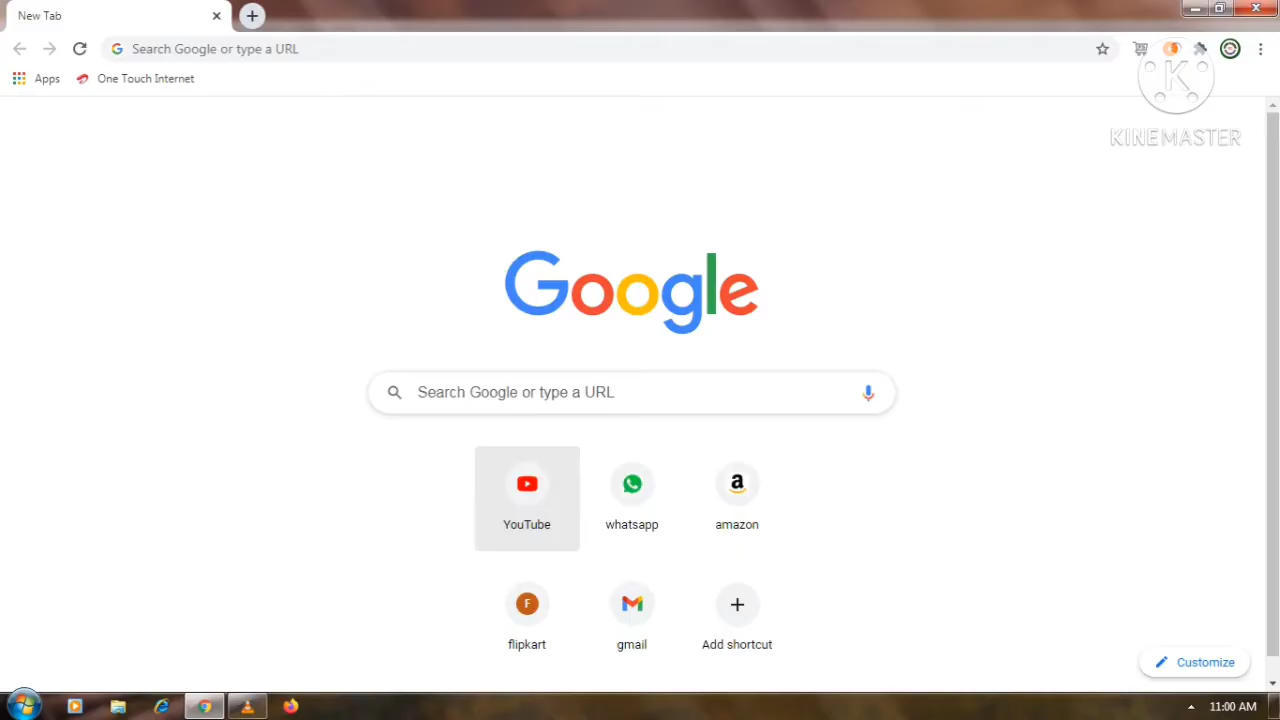 New Tab
Search Google or type a URL
Apps
One Touch Internet
K
KINEMASTER
Google
Search Google or type a URL
YouTube
whatsapp
a
amazon
F
flipkart
gmail
Add shortcut
Customize
11:00 AM